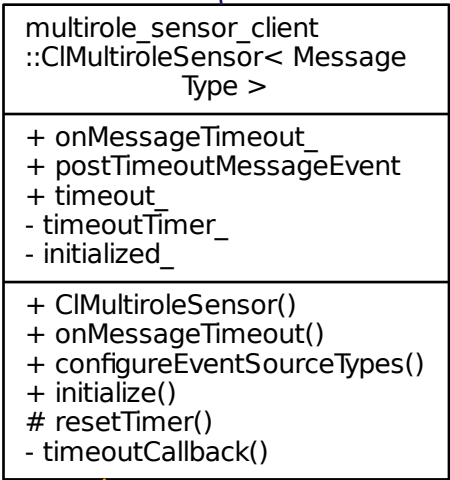 multirole_sensor_client
::ClMultiroleSensor< Message
Type >
+ onMessageTimeout_
+ postTimeoutMessageEvent
+ timeout_
- timeoutTimer_
- initialized_
+ ClMultiroleSensor()
+ onMessageTimeout()
+ configureEventSourceTypes()
+ initialize()
# resetTimer()
- timeoutCallback()